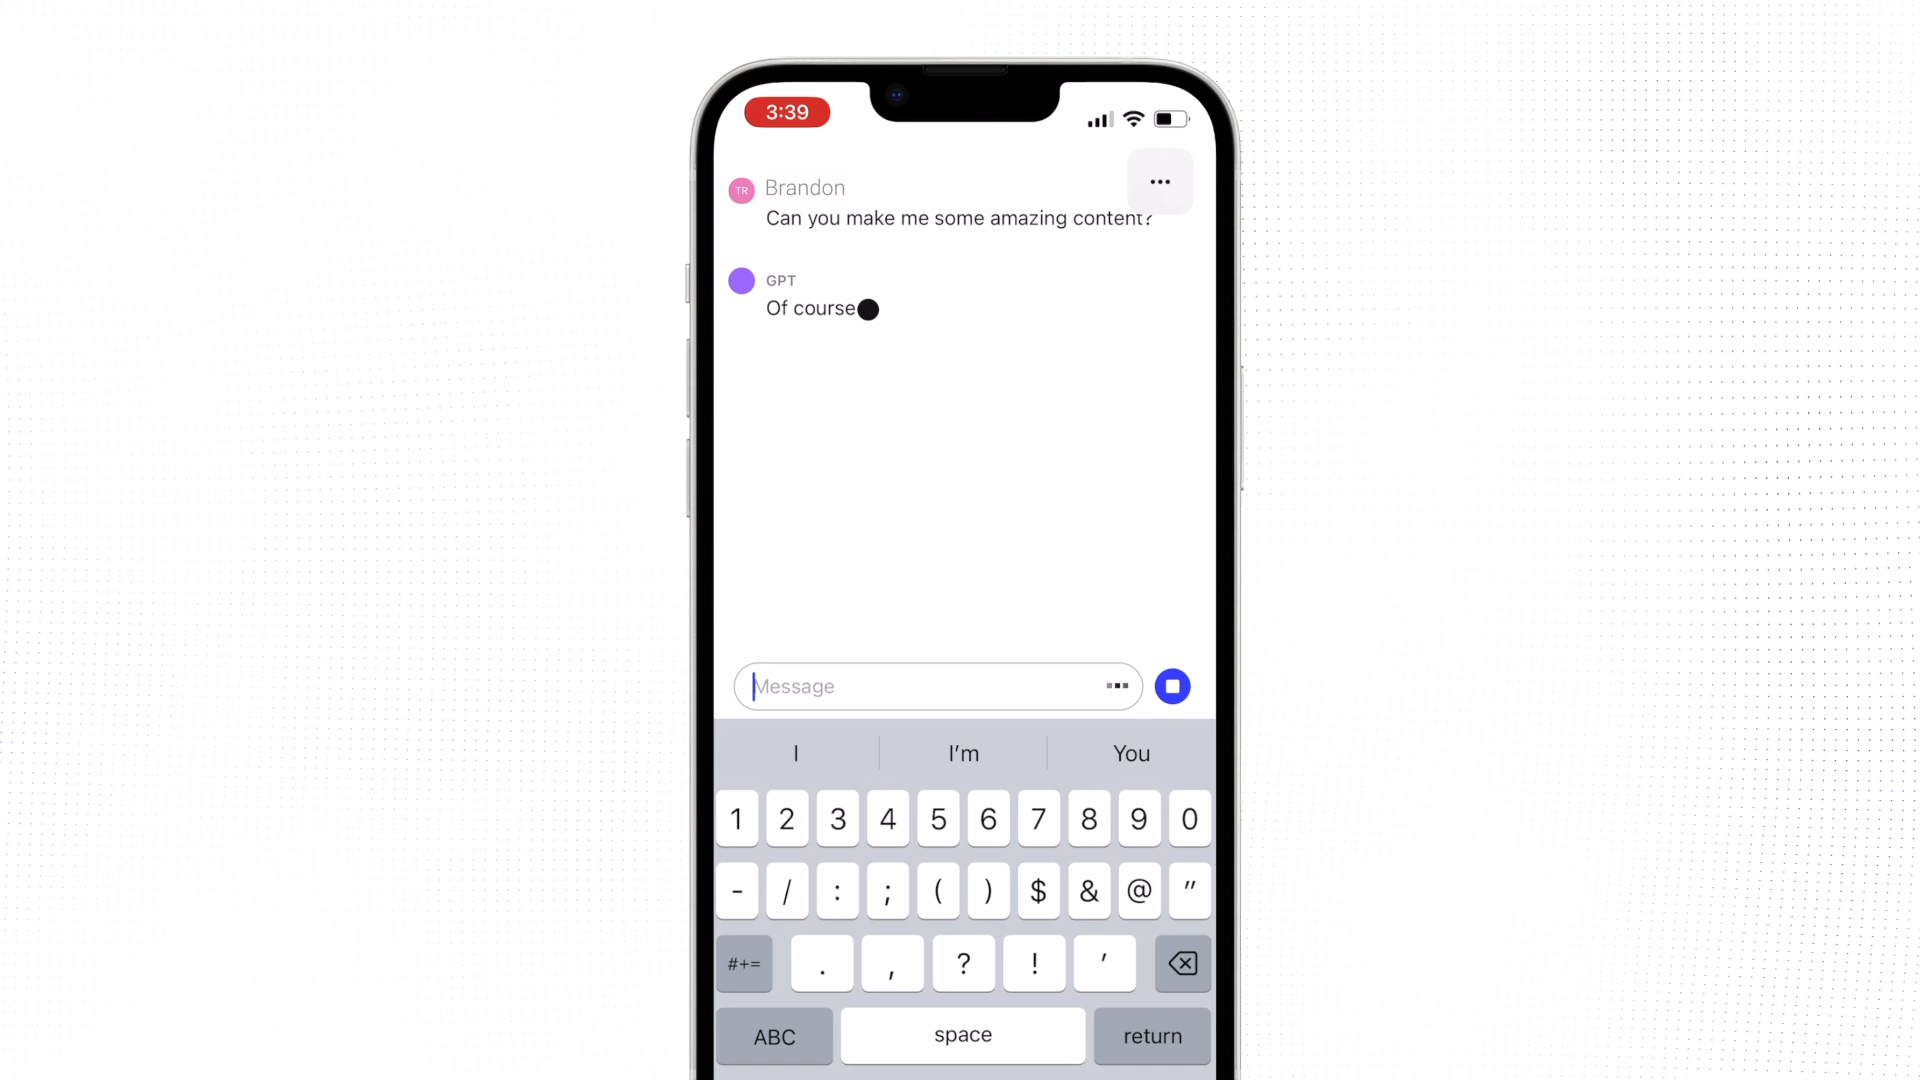 3:39
TR Brandon
Can you make me some amazing content?
GPT
Of course
Message
I I’m You
1 2 3 4 5 6 7 8 9 0
- / : ; ( ) $ & @ "
#+= . , ? ! ’
ABC space return